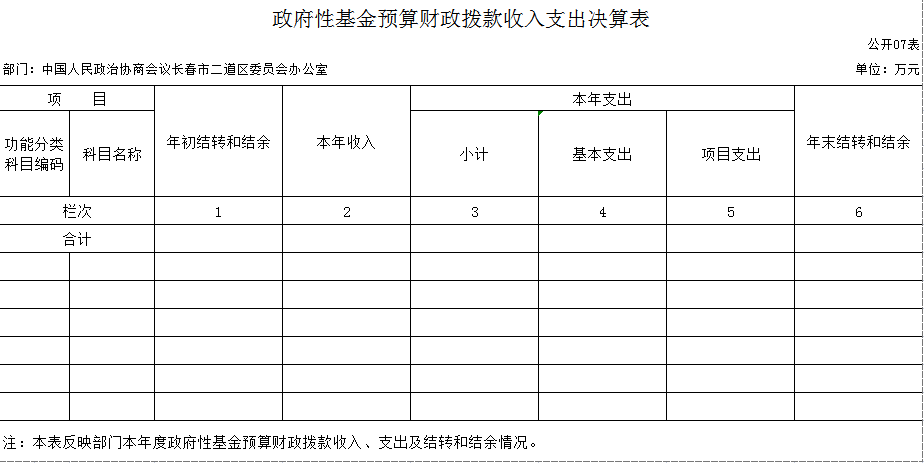 政府性基金预算财政拨款收入支出决算表
公开07表
部门：中国人民政治协商会议长春市二道区委员会办公室 单位：万元
项 目 年初结转和结余 本年收入 本年支出 年末结转和结余
功能分类科目编码 科目名称 小计 基本支出 项目支出
栏次 1 2 3 4 5 6
合计
注：本表反映部门本年度政府性基金预算财政拨款收入、支出及结转和结余情况。